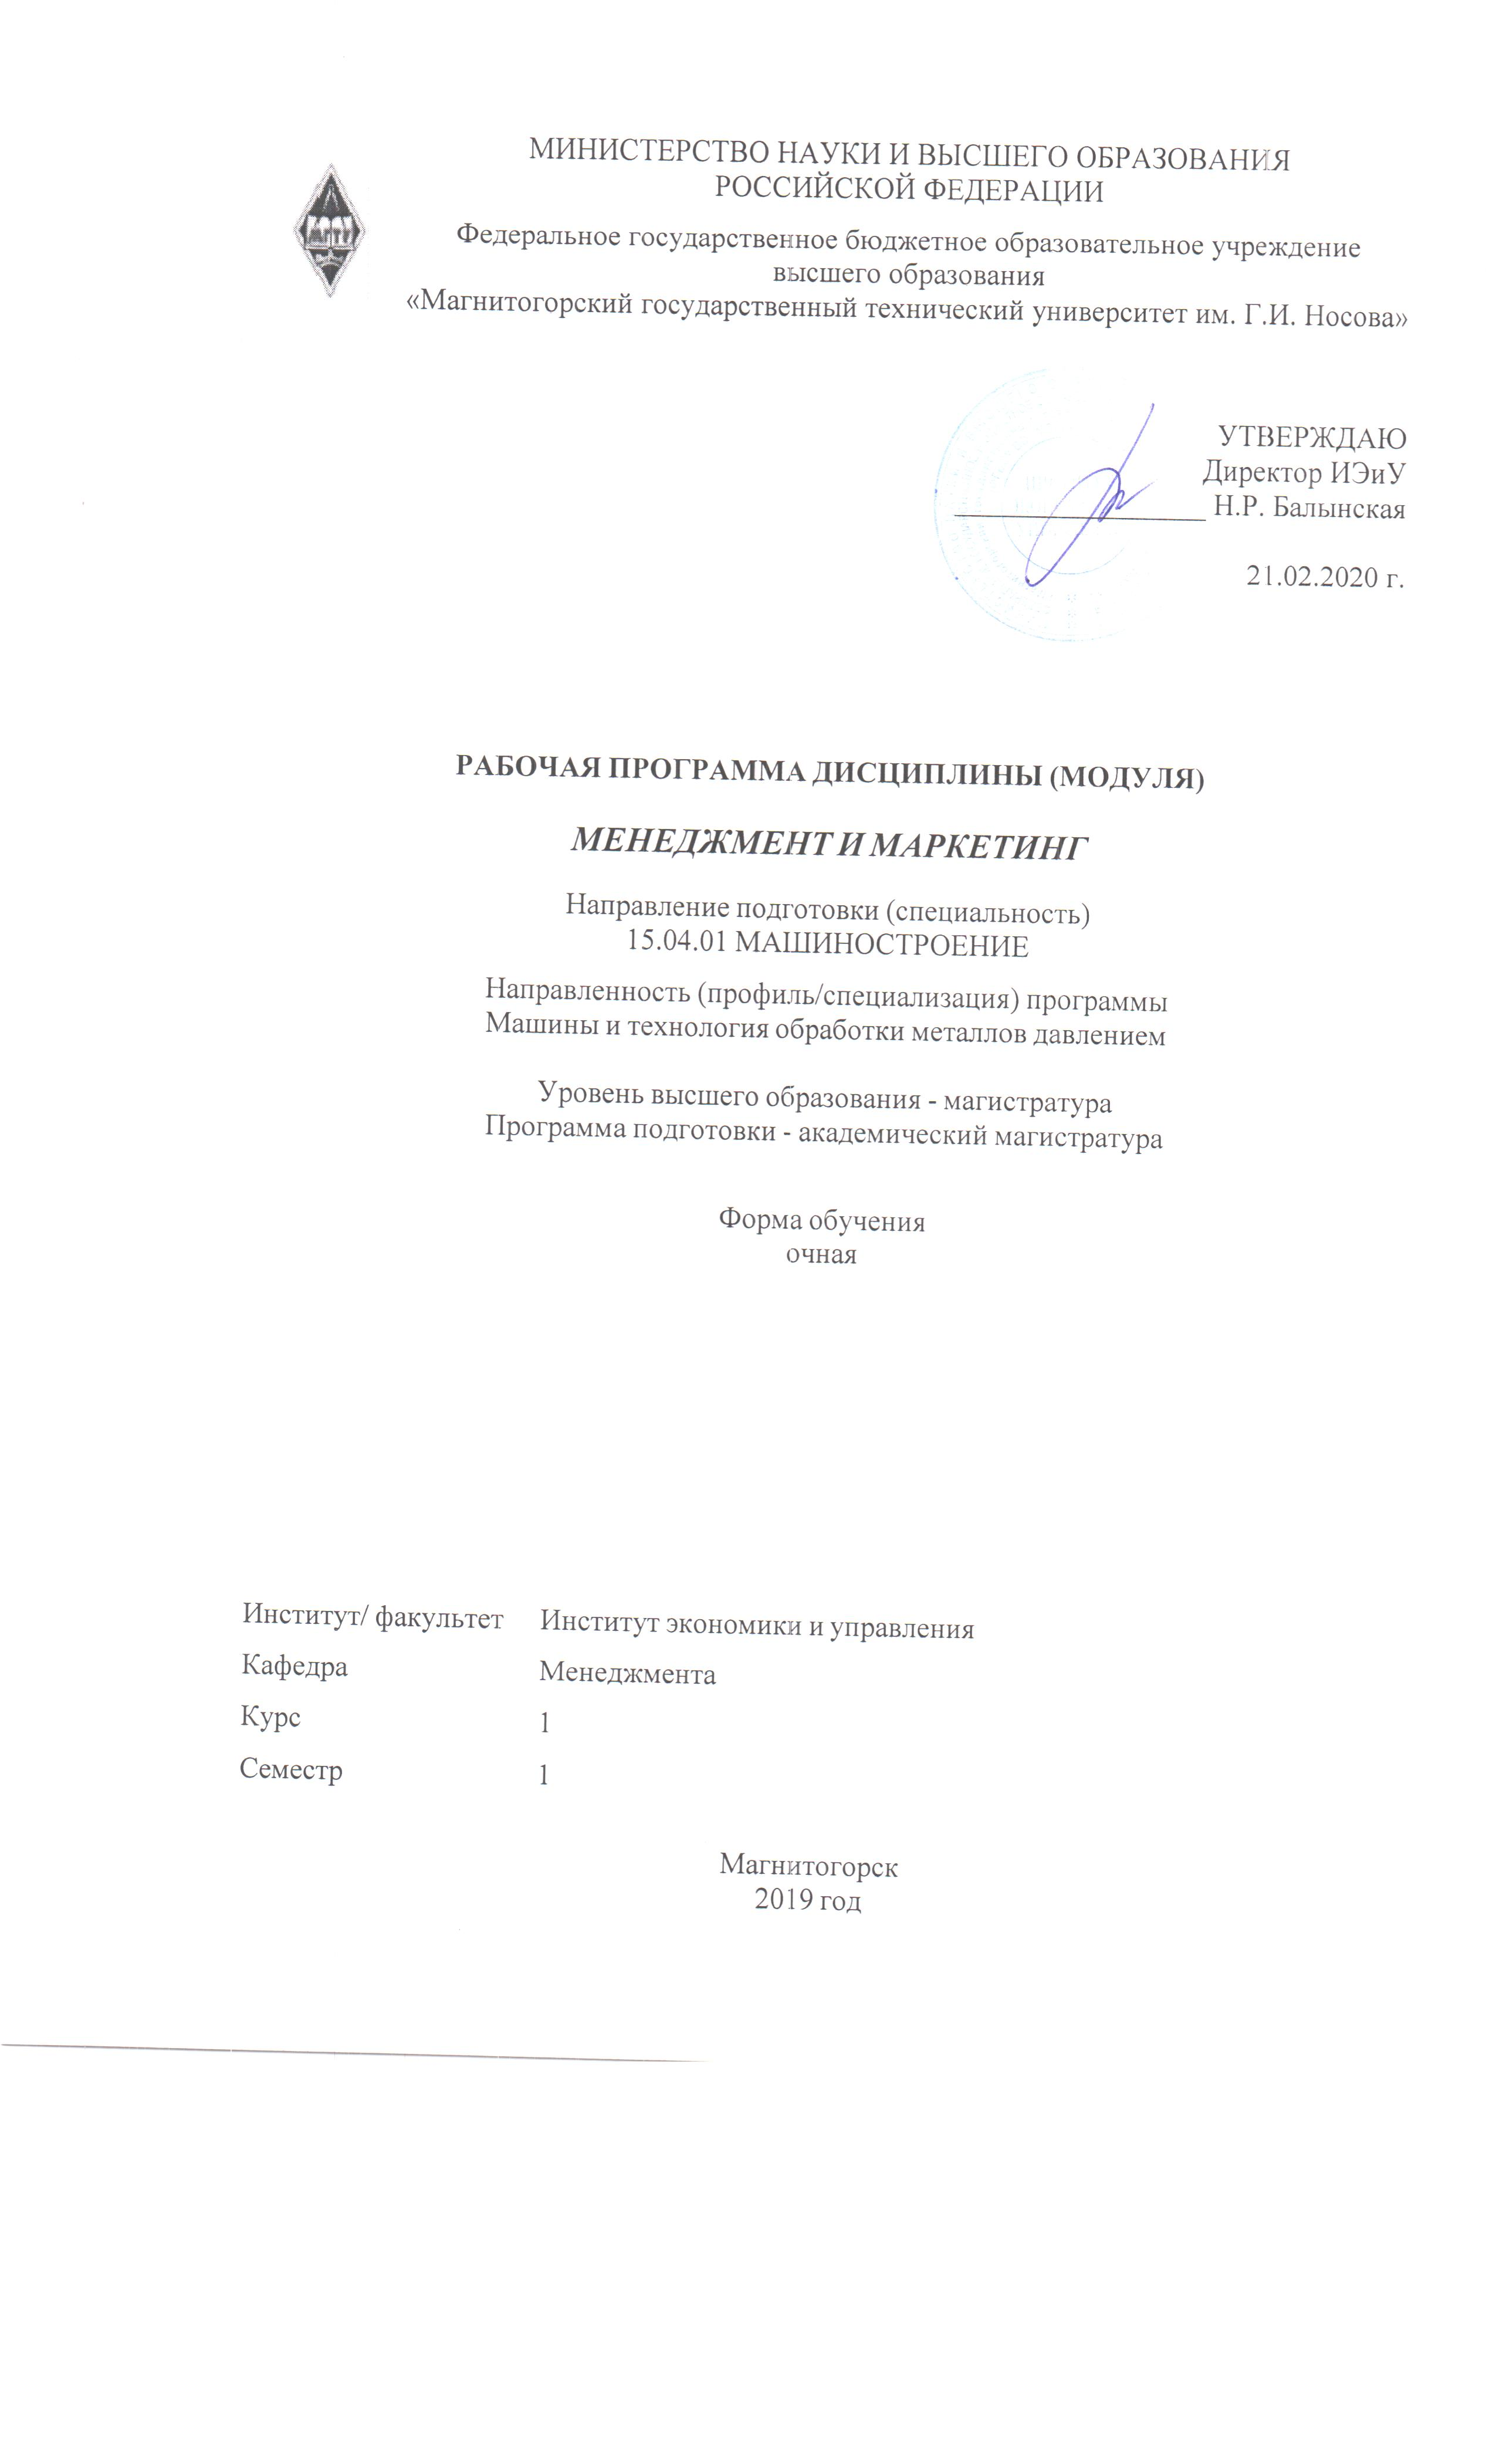 МИНИСТЕРСТВО НАУКИ И ВЫСШЕГО ОБРАЗОВАНИЯ
РОССИЙСКОЙ ФЕДЕРАЦИИ
Федеральное государственное бюджетное образовательное учреждение
высшего образования
«Магнитогорский государственный технический университет им. Г.И. Носова»
МГТУ
УТВЕРЖДАЮ
Директор ИЭиУ
Н.Р. Балынская
21.02.2020 г.
РАБОЧАЯ ПРОГРАММА ДИСЦИПЛИНЫ (МОДУЛЯ)
МЕНЕДЖМЕНТ И МАРКЕТИНГ
Направление подготовки (специальность)
15.04.01 МАШИНОСТРОЕНИЕ
Направленность (профиль/специализация) программы
Машины и технология обработки металлов давлением
Уровень высшего образования - магистратура
Программа подготовки - академический магистратура
Форма обучения
очная
Институт/ факультет Институт экономики и управления
Кафедра Менеджмента
Курс 1
Семестр 1
Магнитогорск
2019 год